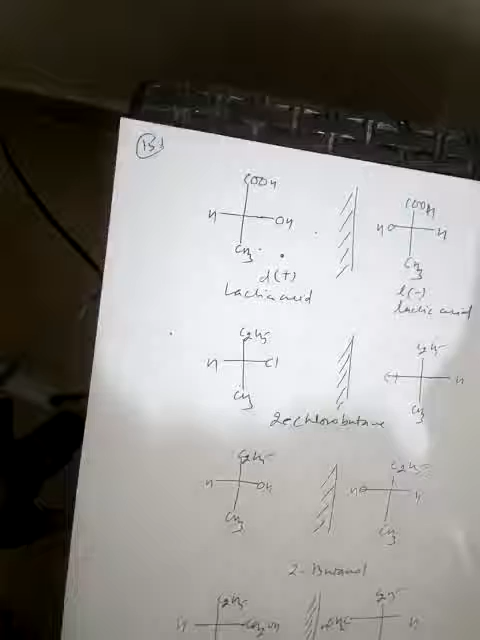 COOH COOH
H OH HO H
CH3 CH3
d(+) l(-)
Lactic acid lactic acid
C2H5 C2H5
H Cl Cl H
CH3 CH3
2-chlorobutane
C2H5 C2H5
H OH HO H
CH3 CH3
2-Butanol
C2H5 C2H5
H H